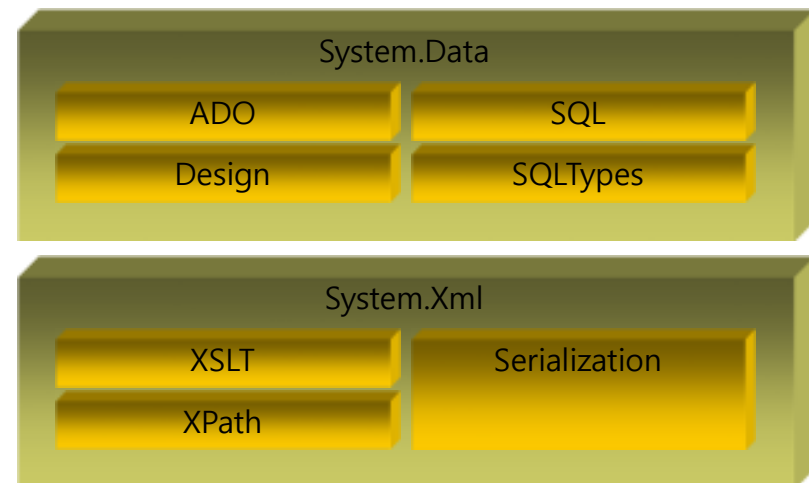 System.Data
ADO
SQL
Design
SQLTypes
System.Xml
XSLT
Serialization
XPath